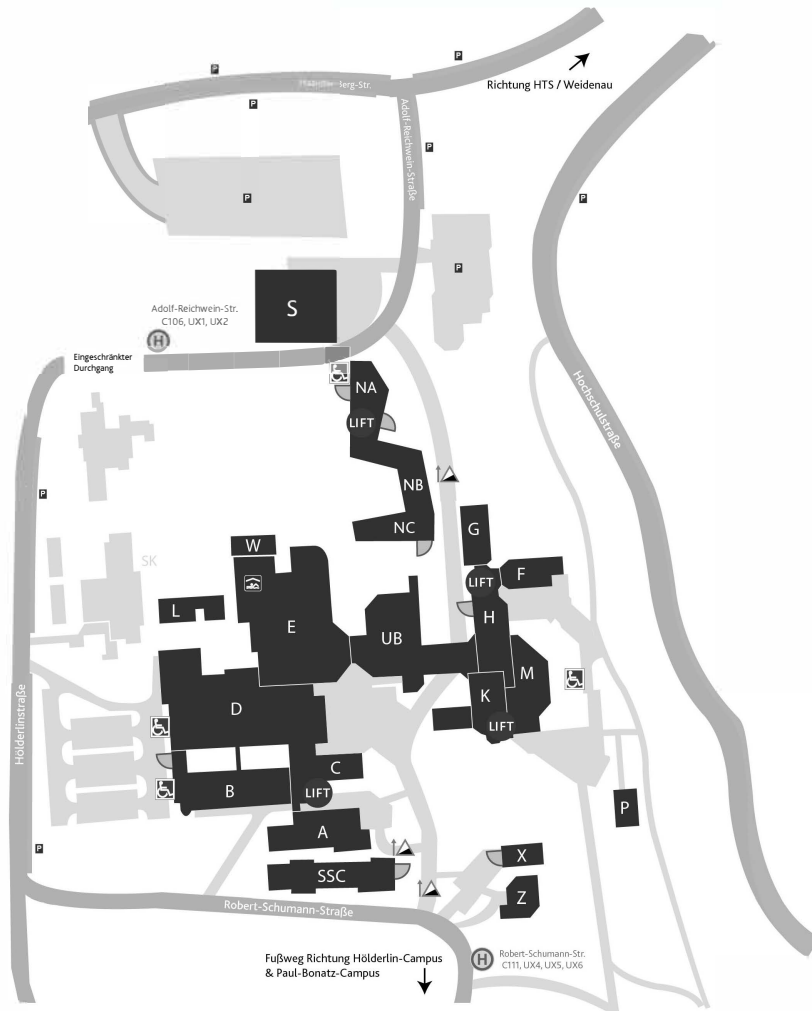 P
P
Richtung HTS / Weidenau
berg-Str.
P
Adolf-Reichwein-Straße
P
P
P
P
Adolf-Reichwein-Str.
C106, UX1, UX2
H
S
Eingeschränkter
Durchgang
NA
LIFT
Hochschulstraße
NB
P
NC
G
W
SK
LIFT
F
L
E
H
UB
M
K
D
LIFT
Hölderlinstraße
C
B
LIFT
P
A
P
X
SSC
Z
Robert-Schumann-Straße
Fußweg Richtung Hölderlin-Campus
& Paul-Bonatz-Campus
H
Robert-Schumann-Str.
C111, UX4, UX5, UX6